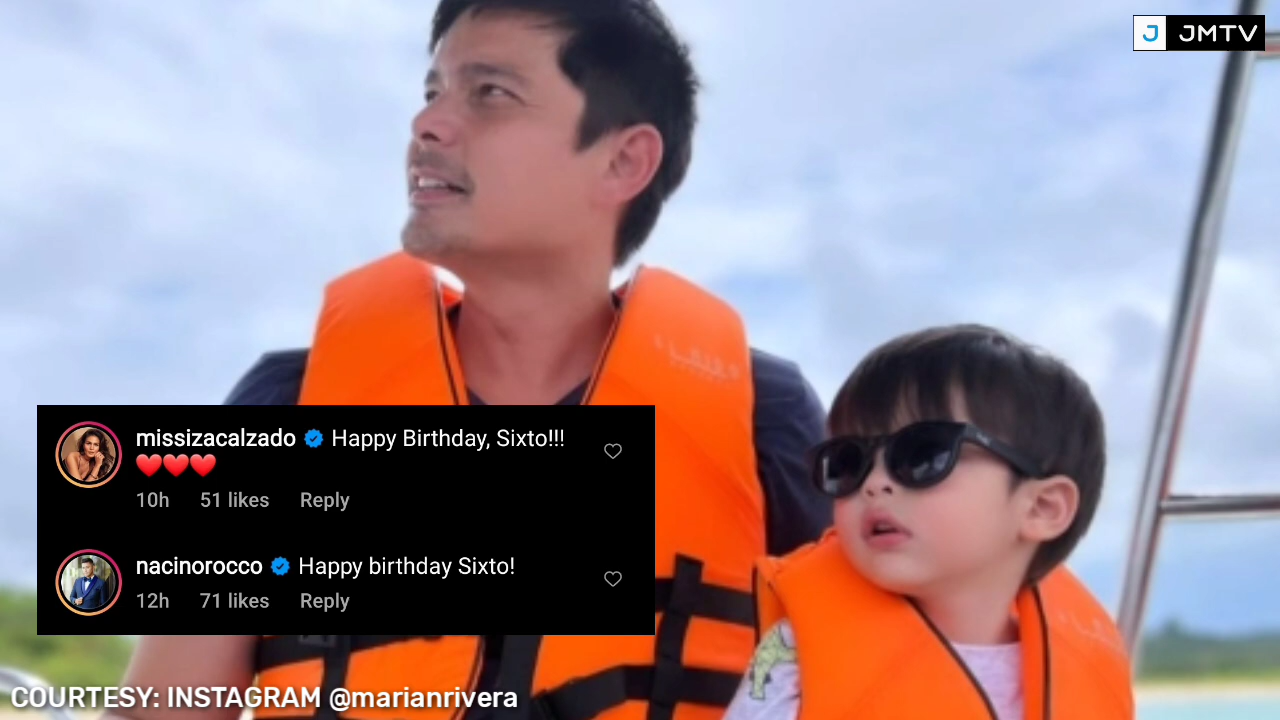 J JMTV
missizacalzado Happy Birthday, Sixto!!!
❤️❤️❤️
10h 51 likes Reply
nacinorocco Happy birthday Sixto!
12h 71 likes Reply
COURTESY: INSTAGRAM @marianrivera